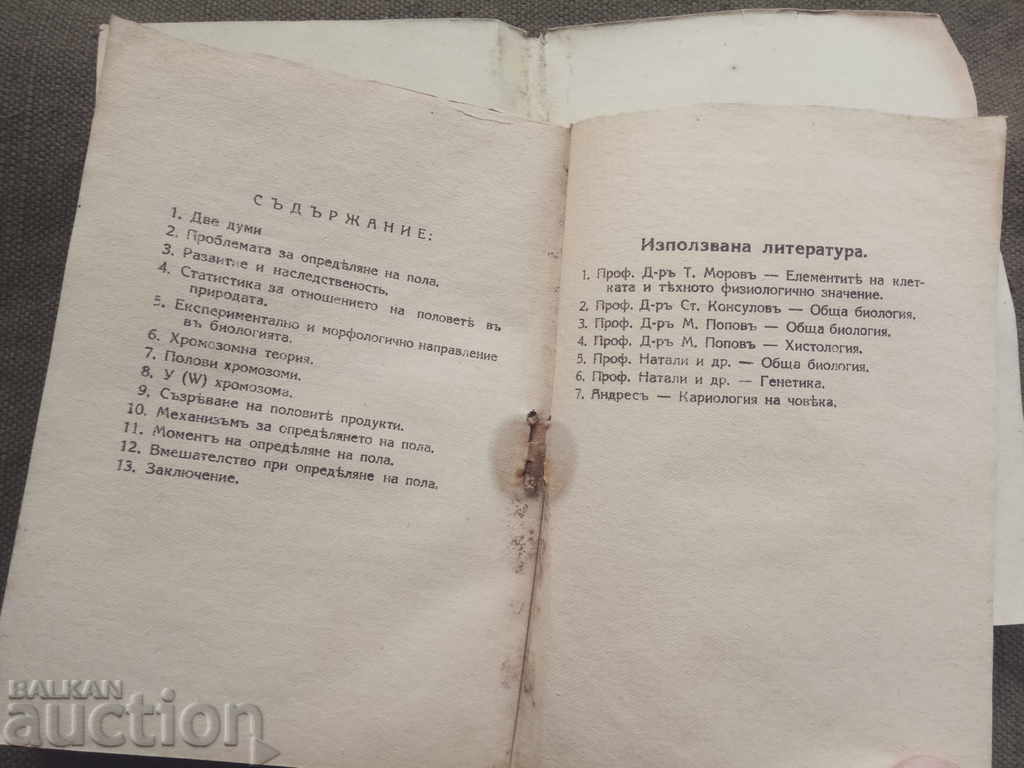 СЪДЪРЖАНИЕ:
1. Две думи
2. Проблемата за опредѣляне на пола.
3. Развитие и наследственость.
4. Статистика за отношението на половетѣ въ
природата.
5. Експериментално и морфологично направление
въ биологията.
6. Хромозомна теория.
7. Полови хромозоми.
8. У (W) хромозома.
9. Съзрѣване на половитѣ продукти.
10. Механизъмъ за опредѣлянето на пола.
11. Моментъ на опредѣляне на пола.
12. Вмешателство при опредѣляне на пола.
13. Заключение.
Използвана литература.
1. Проф. Д-ръ Т. Моровъ — Елементитѣ на клет-
ката и тѣхното физиологично значение.
2. Проф. Д-ръ Ст. Консуловъ — Обща биология.
3. Проф. Д-ръ М. Поповъ — Обща биология.
4. Проф. Д-ръ М. Поповъ — Хистология.
5. Проф. Натали и др. — Обща биология.
6. Проф. Натали и др. — Генетика.
7. Андресъ — Кариология на човѣка.
BALKAN
auction